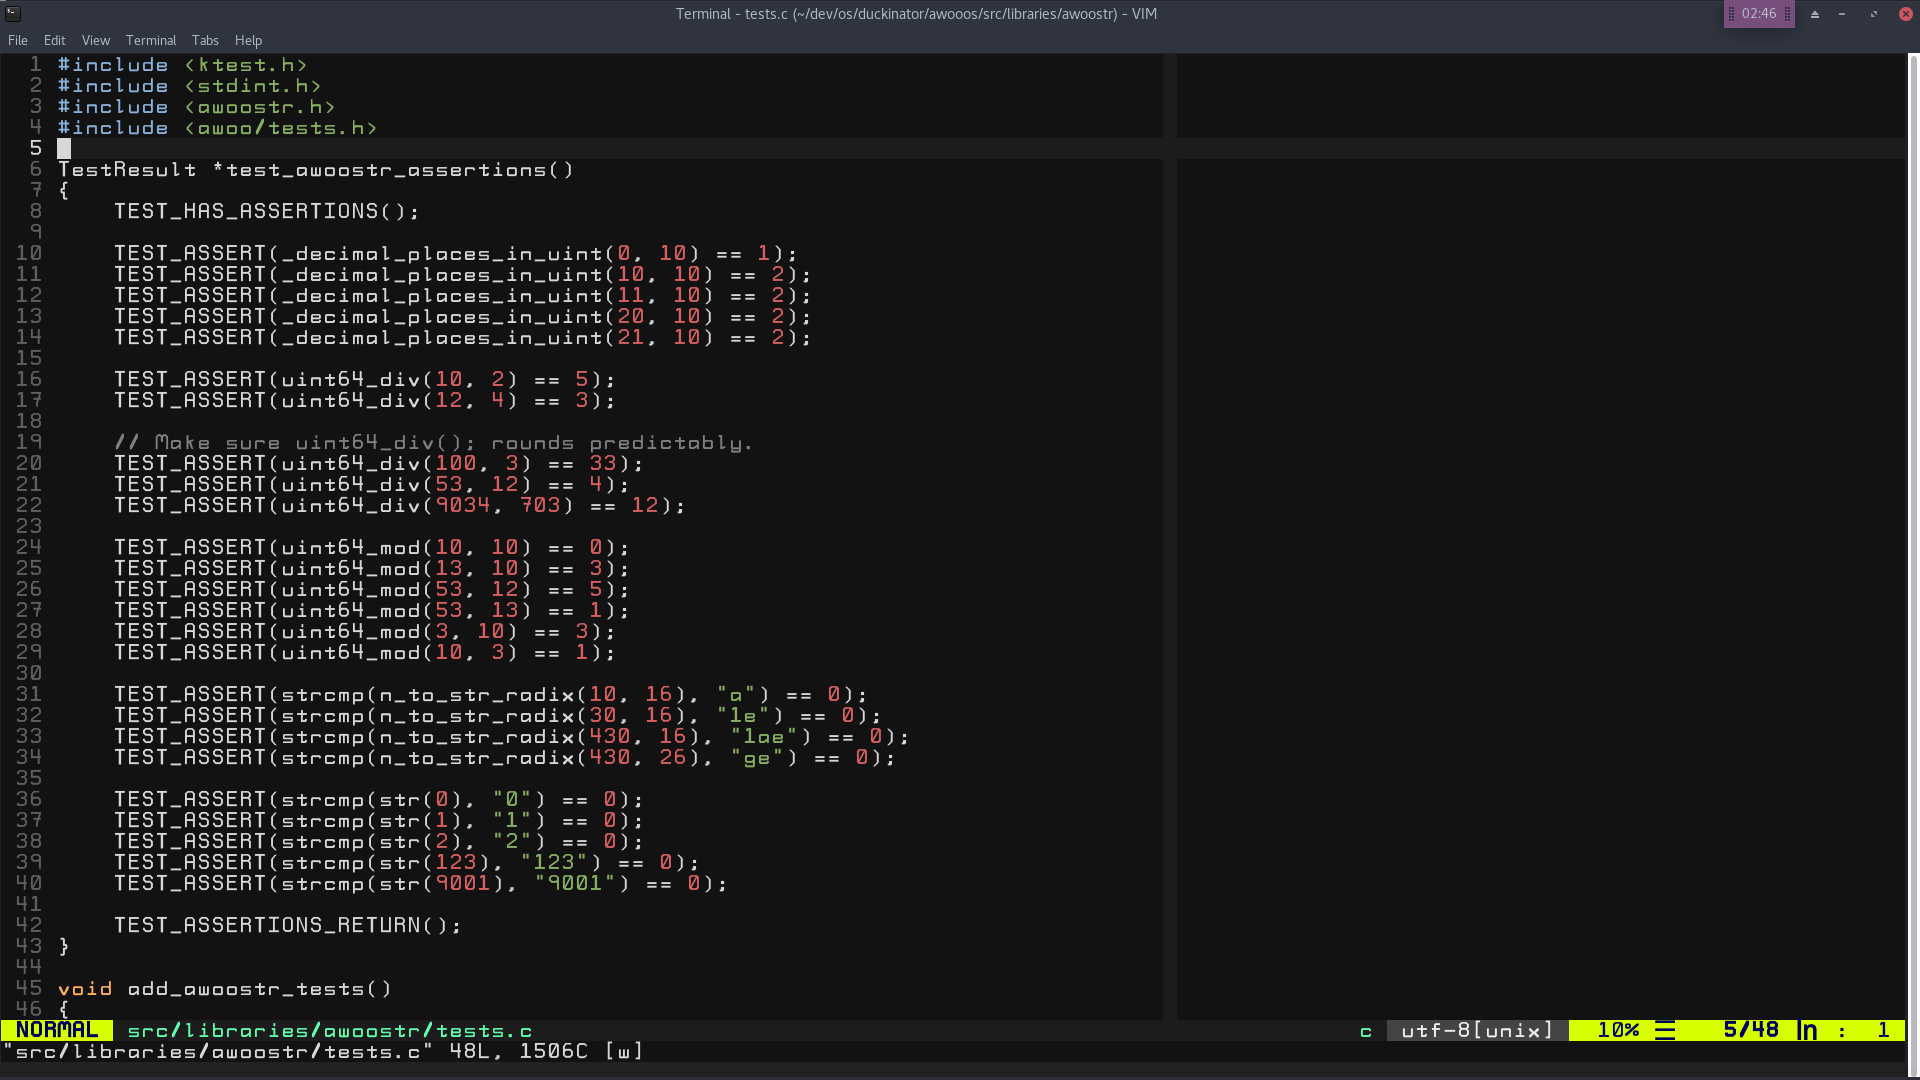 Terminal - tests.c (~/dev/os/duckinator/awooos/src/libraries/awoostr) - VIM
02:46
File Edit View Terminal Tabs Help
1 #include <ktest.h>
2 #include <stdint.h>
3 #include <awoostr.h>
4 #include <awoo/tests.h>
5
6 TestResult *test_awoostr_assertions()
7 {
8     TEST_HAS_ASSERTIONS();
9
10     TEST_ASSERT(_decimal_places_in_uint(0, 10) == 1);
11     TEST_ASSERT(_decimal_places_in_uint(10, 10) == 2);
12     TEST_ASSERT(_decimal_places_in_uint(11, 10) == 2);
13     TEST_ASSERT(_decimal_places_in_uint(20, 10) == 2);
14     TEST_ASSERT(_decimal_places_in_uint(21, 10) == 2);
15
16     TEST_ASSERT(uint64_div(10, 2) == 5);
17     TEST_ASSERT(uint64_div(12, 4) == 3);
18
19     // Make sure uint64_div(); rounds predictably.
20     TEST_ASSERT(uint64_div(100, 3) == 33);
21     TEST_ASSERT(uint64_div(53, 12) == 4);
22     TEST_ASSERT(uint64_div(9034, 703) == 12);
23
24     TEST_ASSERT(uint64_mod(10, 10) == 0);
25     TEST_ASSERT(uint64_mod(13, 10) == 3);
26     TEST_ASSERT(uint64_mod(53, 12) == 5);
27     TEST_ASSERT(uint64_mod(53, 13) == 1);
28     TEST_ASSERT(uint64_mod(3, 10) == 3);
29     TEST_ASSERT(uint64_mod(10, 3) == 1);
30
31     TEST_ASSERT(strcmp(n_to_str_radix(10, 16), "a") == 0);
32     TEST_ASSERT(strcmp(n_to_str_radix(30, 16), "1e") == 0);
33     TEST_ASSERT(strcmp(n_to_str_radix(430, 16), "1ae") == 0);
34     TEST_ASSERT(strcmp(n_to_str_radix(430, 26), "ge") == 0);
35
36     TEST_ASSERT(strcmp(str(0), "0") == 0);
37     TEST_ASSERT(strcmp(str(1), "1") == 0);
38     TEST_ASSERT(strcmp(str(2), "2") == 0);
39     TEST_ASSERT(strcmp(str(123), "123") == 0);
40     TEST_ASSERT(strcmp(str(9001), "9001") == 0);
41
42     TEST_ASSERTIONS_RETURN();
43 }
44
45 void add_awoostr_tests()
46 {
NORMAL src/libraries/awoostr/tests.c c utf-8[unix] 10% ☰ 5/48 ln : 1
"src/libraries/awoostr/tests.c" 48L, 1506C [w]